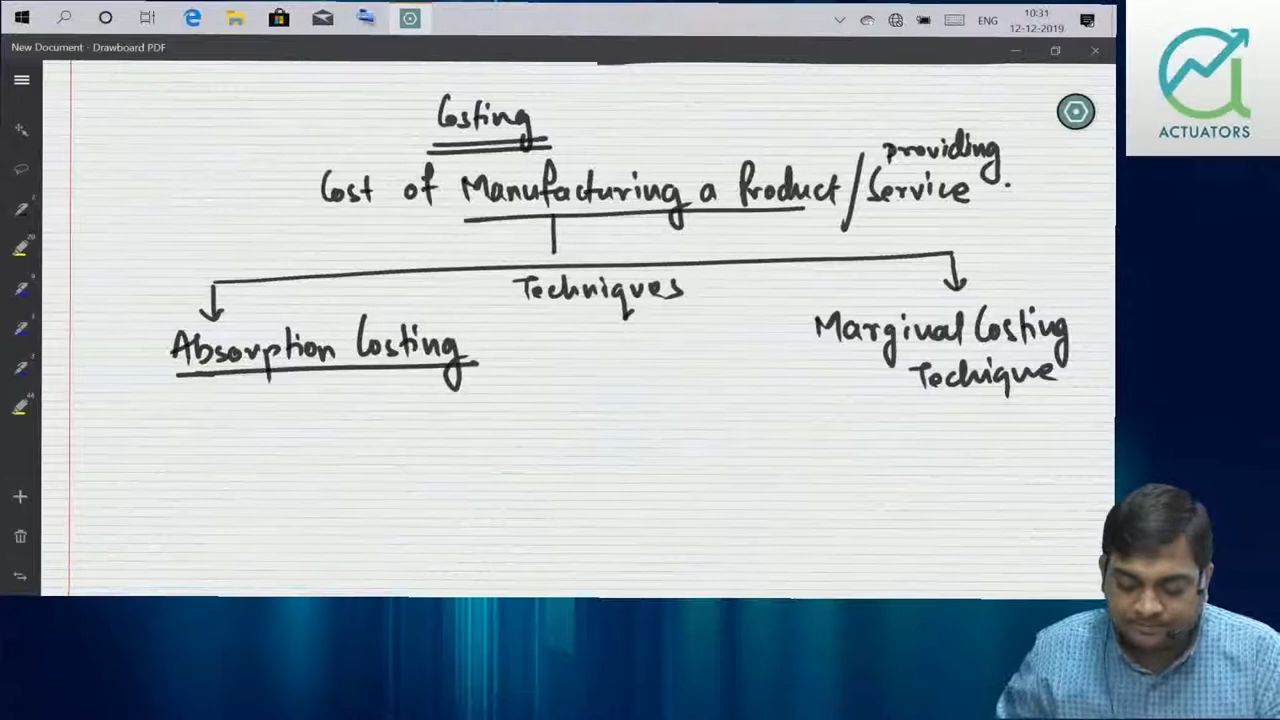 ENG
10:31
12-12-2019
New Document - Drawboard PDF
ACTUATORS
Costing
Cost of Manufacturing a Product / providing Service.
Techniques
Absorption Costing
Marginal Costing
Techique